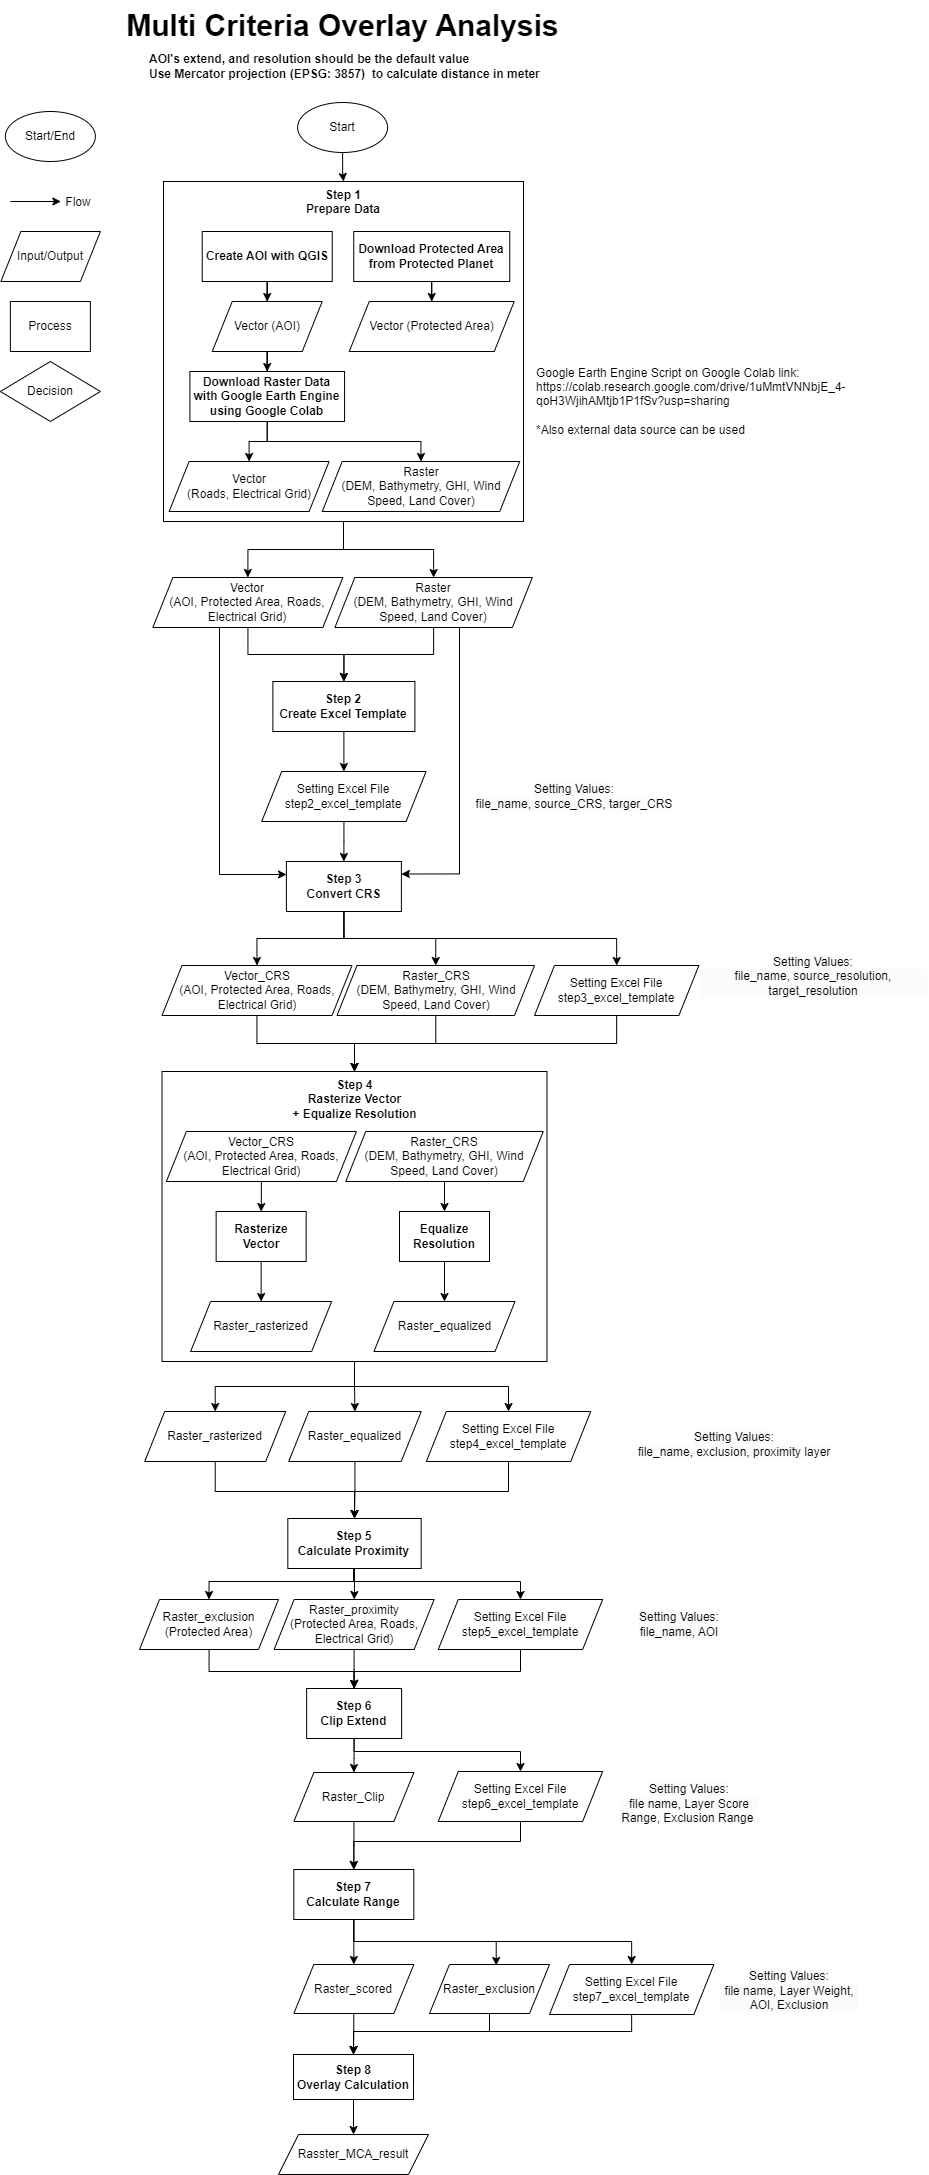 Multi Criteria Overlay Analysis
AOI's extend, and resolution should be the default value
Use Mercator projection (EPSG: 3857)  to calculate distance in meter
Start/End
Flow
Input/Output
Process
Decision
Start
Step 1
Prepare Data
Create AOI with QGIS
Download Protected Area
from Protected Planet
Vector (AOI)
Vector (Protected Area)
Download Raster Data
with Google Earth Engine
using Google Colab
Google Earth Engine Script on Google Colab link:
https://colab.research.google.com/drive/1uMmtVNNbjE_4-
qoH3WjihAMtjb1P1fSv?usp=sharing
*Also external data source can be used
Vector
(Roads, Electrical Grid)
Raster
(DEM, Bathymetry, GHI, Wind
Speed, Land Cover)
Vector
(AOI, Protected Area, Roads,
Electrical Grid)
Raster
(DEM, Bathymetry, GHI, Wind
Speed, Land Cover)
Step 2
Create Excel Template
Setting Excel File
step2_excel_template
Setting Values:
file_name, source_CRS, targer_CRS
Step 3
Convert CRS
Vector_CRS
(AOI, Protected Area, Roads,
Electrical Grid)
Raster_CRS
(DEM, Bathymetry, GHI, Wind
Speed, Land Cover)
Setting Excel File
step3_excel_template
Setting Values:
file_name, source_resolution,
target_resolution
Step 4
Rasterize Vector
+ Equalize Resolution
Vector_CRS
(AOI, Protected Area, Roads,
Electrical Grid)
Raster_CRS
(DEM, Bathymetry, GHI, Wind
Speed, Land Cover)
Rasterize
Vector
Equalize
Resolution
Raster_rasterized
Raster_equalized
Raster_rasterized
Raster_equalized
Setting Excel File
step4_excel_template
Setting Values:
file_name, exclusion, proximity layer
Step 5
Calculate Proximity
Raster_exclusion
(Protected Area)
Raster_proximity
(Protected Area, Roads,
Electrical Grid)
Setting Excel File
step5_excel_template
Setting Values:
file_name, AOI
Step 6
Clip Extend
Raster_Clip
Setting Excel File
step6_excel_template
Setting Values:
file name, Layer Score
Range, Exclusion Range
Step 7
Calculate Range
Raster_scored
Raster_exclusion
Setting Excel File
step7_excel_template
Setting Values:
file name, Layer Weight,
AOI, Exclusion
Step 8
Overlay Calculation
Rasster_MCA_result